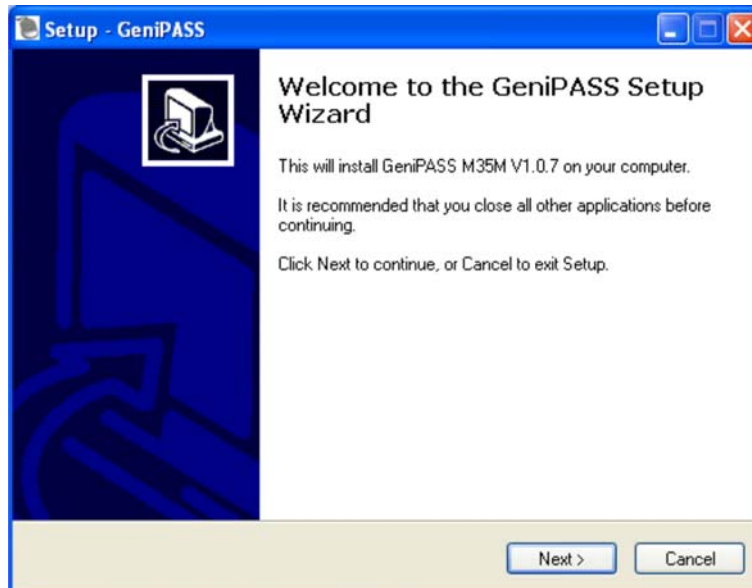 Setup - GeniPASS
Welcome to the GeniPASS Setup
Wizard
This will install GeniPASS M35M V1.0.7 on your computer.
It is recommended that you close all other applications before
continuing.
Click Next to continue, or Cancel to exit Setup.
Next >
Cancel